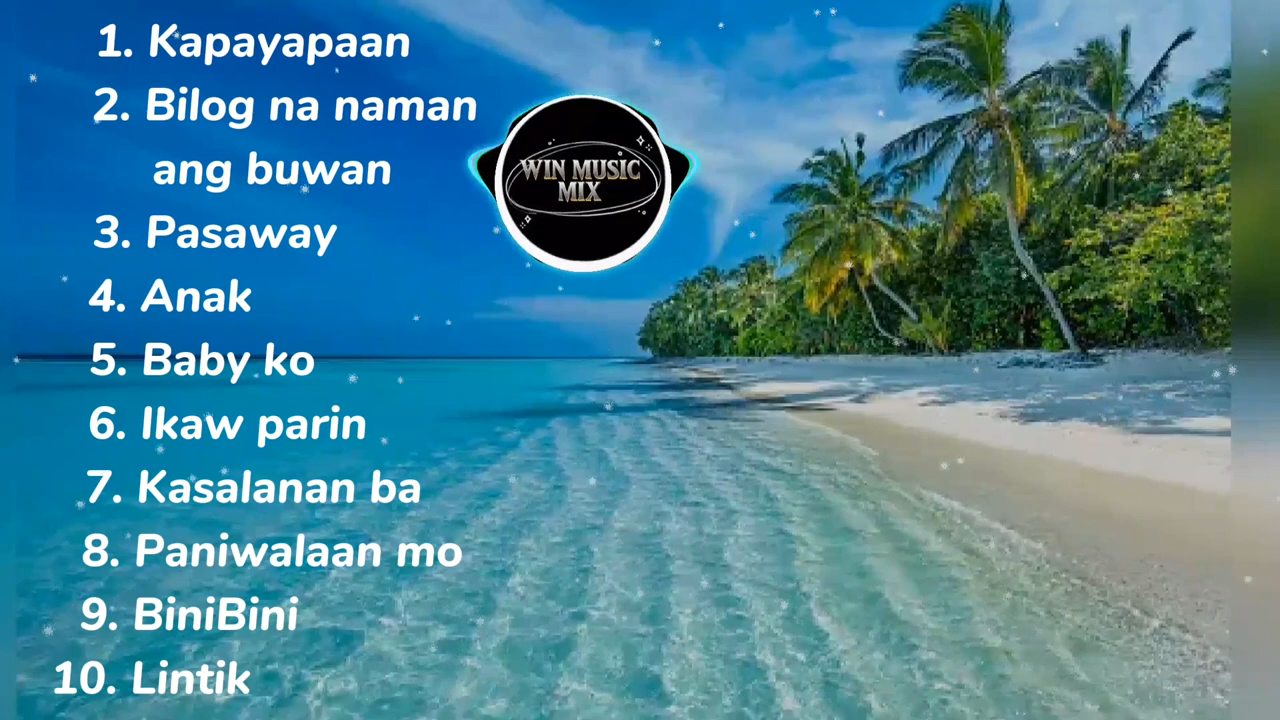 1. Kapayapaan
2. Bilog na naman
ang buwan
3. Pasaway
4. Anak
5. Baby ko
6. Ikaw parin
7. Kasalanan ba
8. Paniwalaan mo
9. BiniBini
10. Lintik
WIN MUSIC
MIX